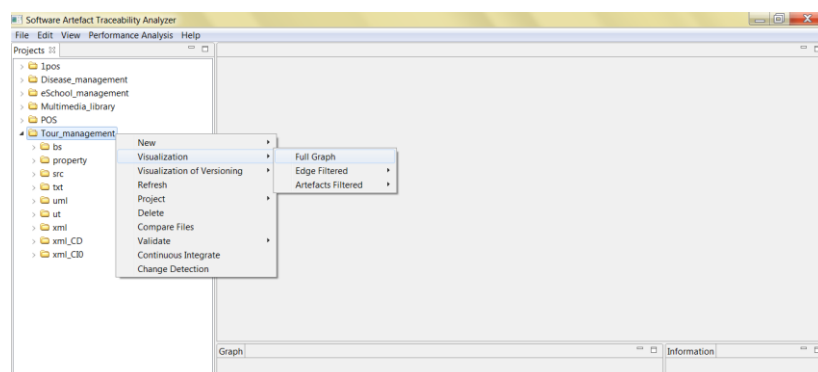 Software Artefact Traceability Analyzer
File Edit View Performance Analysis Help
Projects
1pos
Disease_management
eSchool_management
Multimedia_library
POS
Tour_management
bs
property
src
txt
uml
ut
xml
xml_CD
xml_CI0
New
Visualization
Visualization of Versioning
Refresh
Project
Delete
Compare Files
Validate
Continuous Integrate
Change Detection
Full Graph
Edge Filtered
Artefacts Filtered
Graph
Information